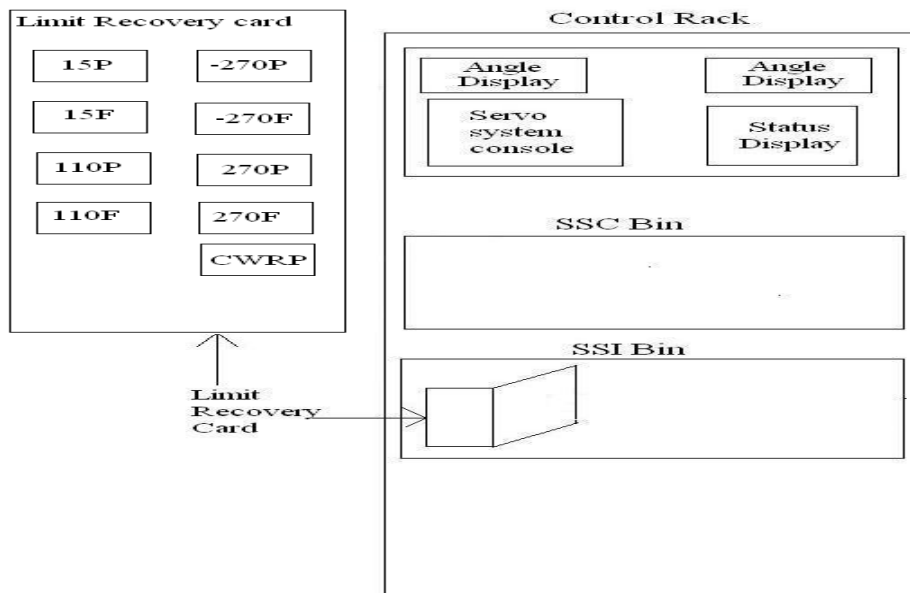 Limit Recovery card
15P
-270P
15F
-270F
110P
270P
110F
270F
CWRP
Limit
Recovery
Card
Control Rack
Angle
Display
Angle
Display
Servo
system
console
Status
Display
SSC Bin
SSI Bin